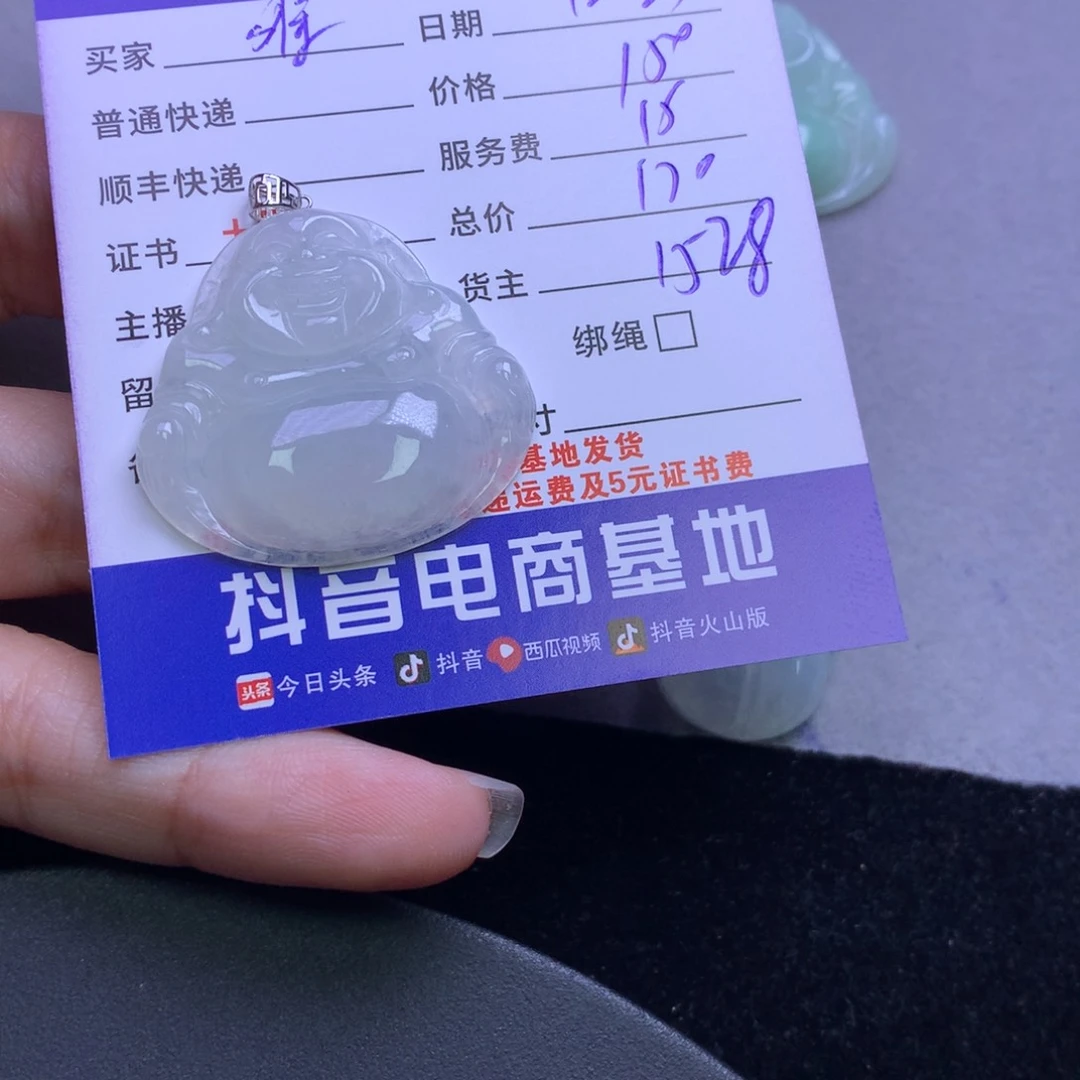 买家 日期
普通快递 价格 15⁰
顺丰快递 服务费 15
证书 总价 17⁰
主播 货主 1528
留 绑绳
寸
基地发货
递运费及5元证书费
抖音电商基地
头条 今日头条 抖音 西瓜视频 抖音火山版